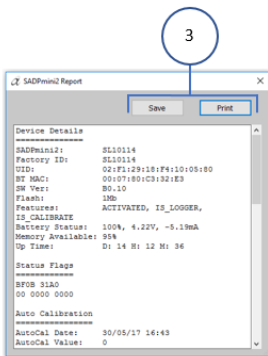 3
SADPmini2 Report
Save
Print
Device Details
==============
SADPmini2: SL10114
Factory ID: SL10114
UID: 02:F1:29:18:F4:10:05:80
BT MAC: 00:07:80:C3:32:E3
SW Ver: B0.10
Flash: 1Mb
Features: ACTIVATED, IS_LOGGER,
IS_CALIBRATE
Battery Status: 100%, 4.22V, -5.19mA
Memory Available: 95%
Up Time: D: 14 H: 12 M: 36
Status Flags
============
BF0B 31A0
00 0000 0000
Auto Calibration
================
AutoCal Date: 30/05/17 16:43
AutoCal Value: 0